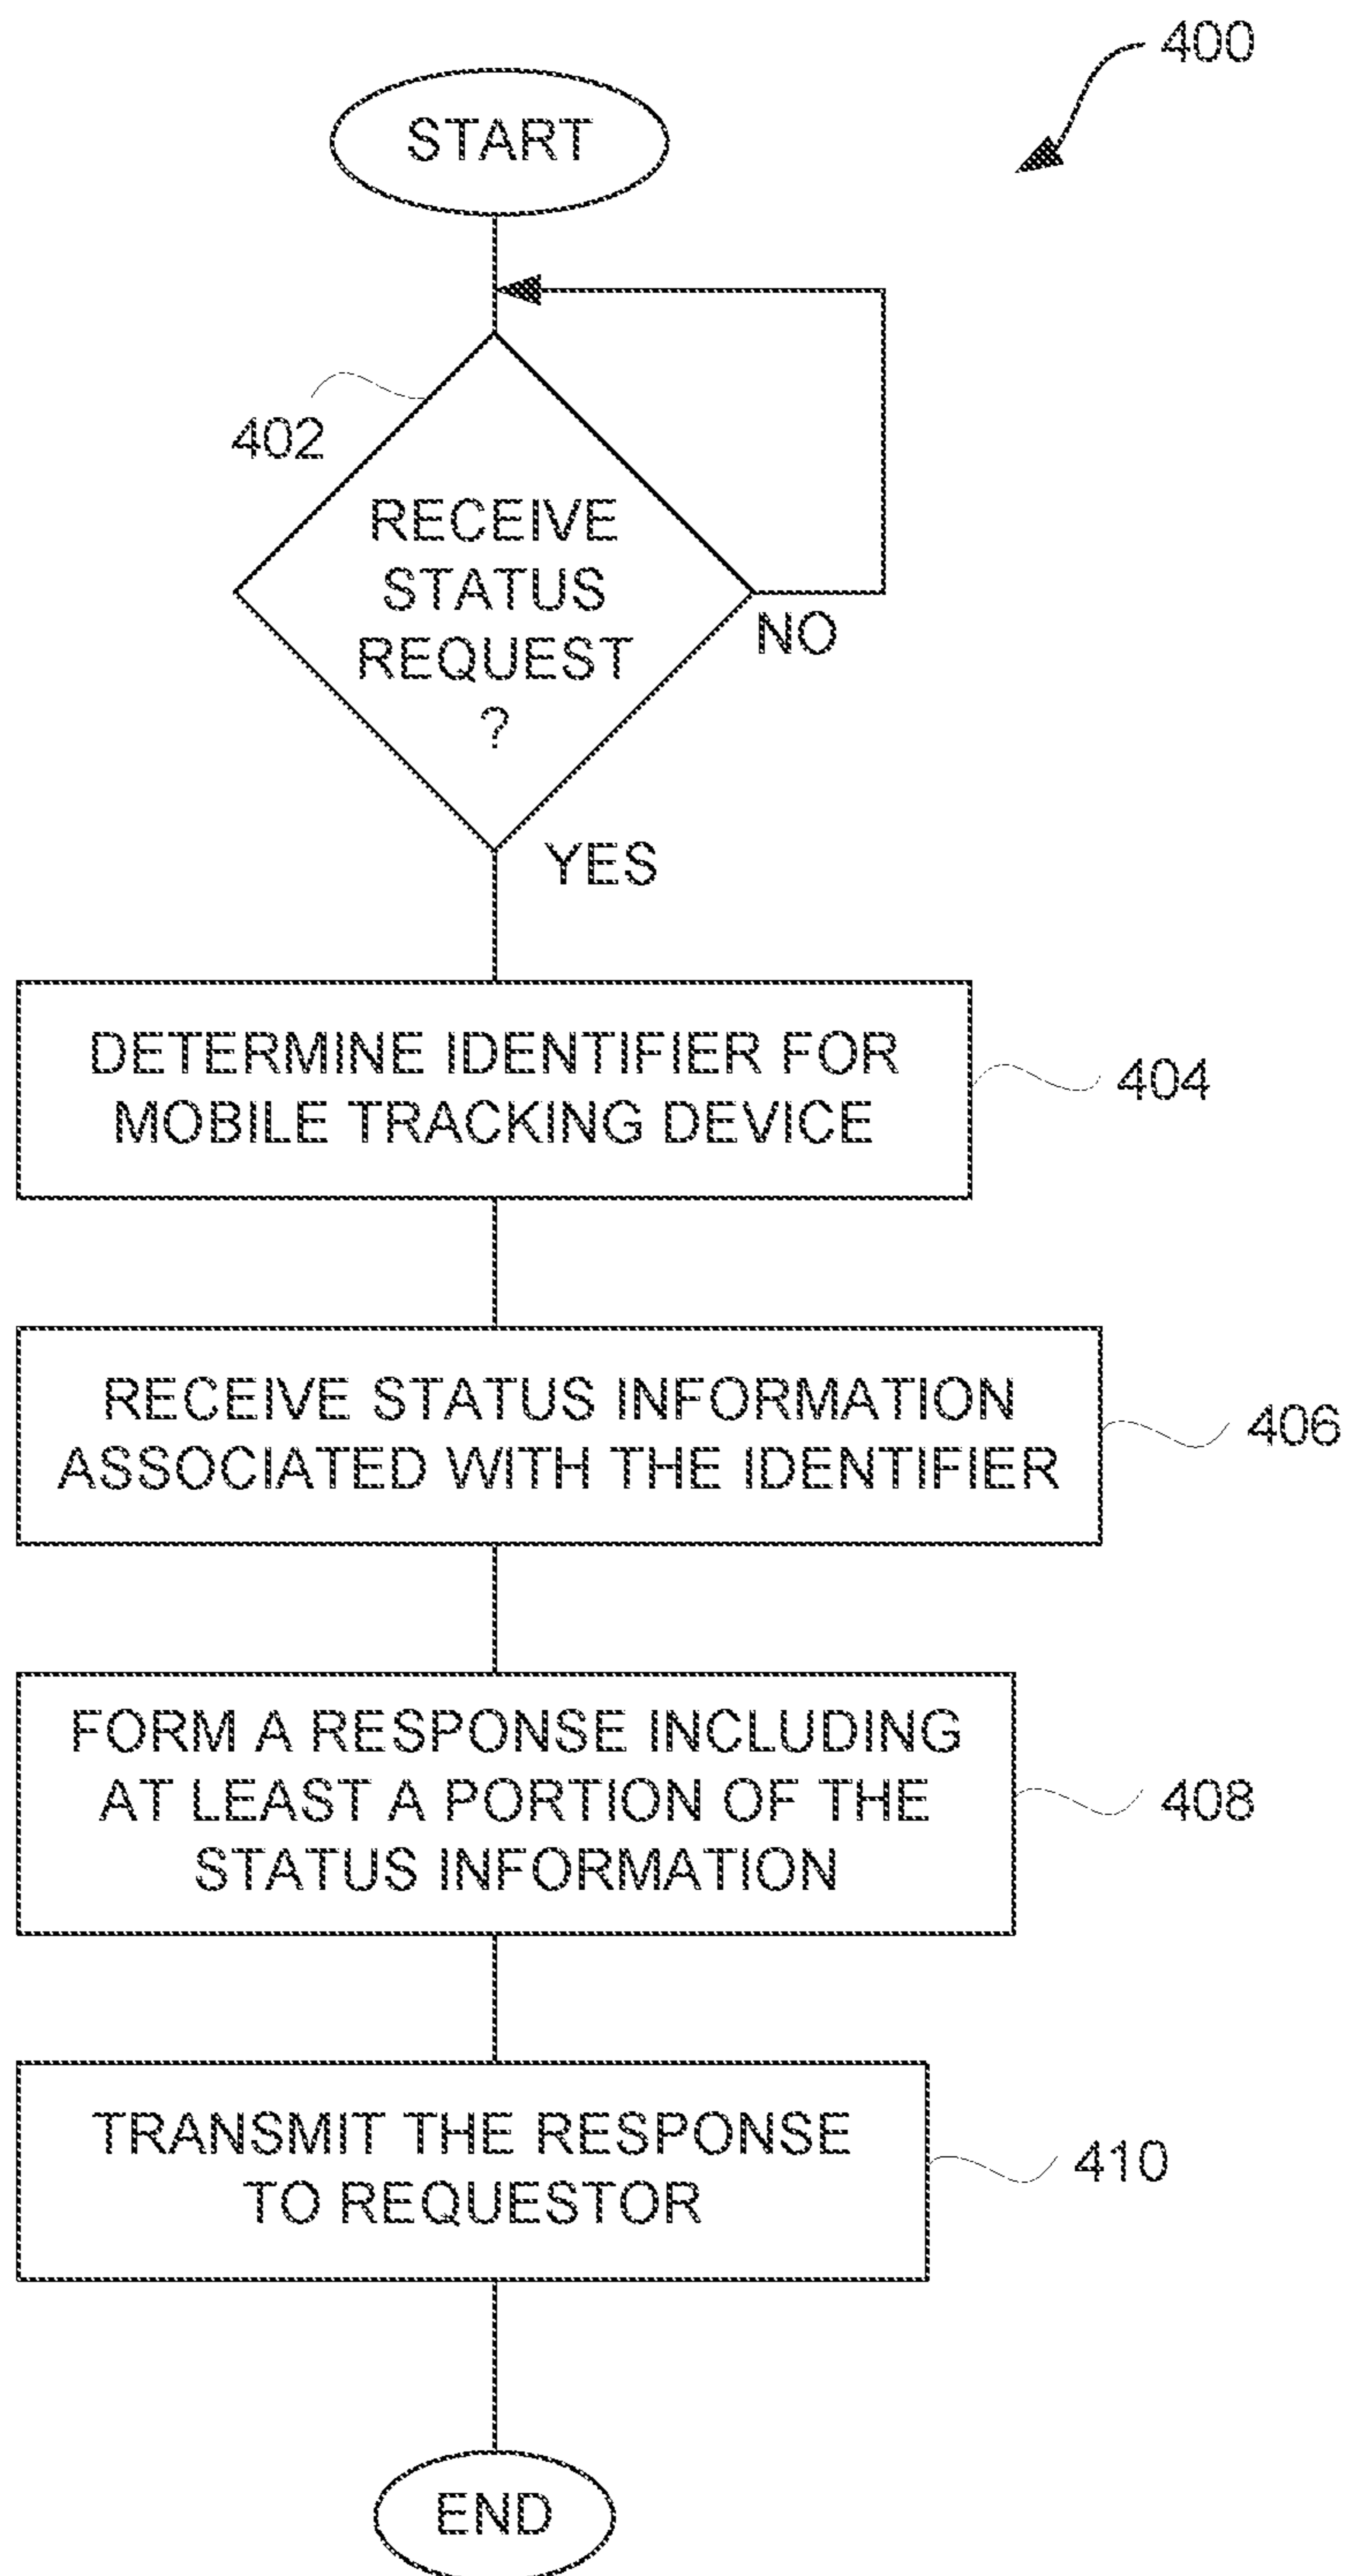 400
START
402
RECEIVE
STATUS
REQUEST
?
NO
YES
DETERMINE IDENTIFIER FOR
MOBILE TRACKING DEVICE
404
RECEIVE STATUS INFORMATION
ASSOCIATED WITH THE IDENTIFIER
406
FORM A RESPONSE INCLUDING
AT LEAST A PORTION OF THE
STATUS INFORMATION
408
TRANSMIT THE RESPONSE
TO REQUESTOR
410
END